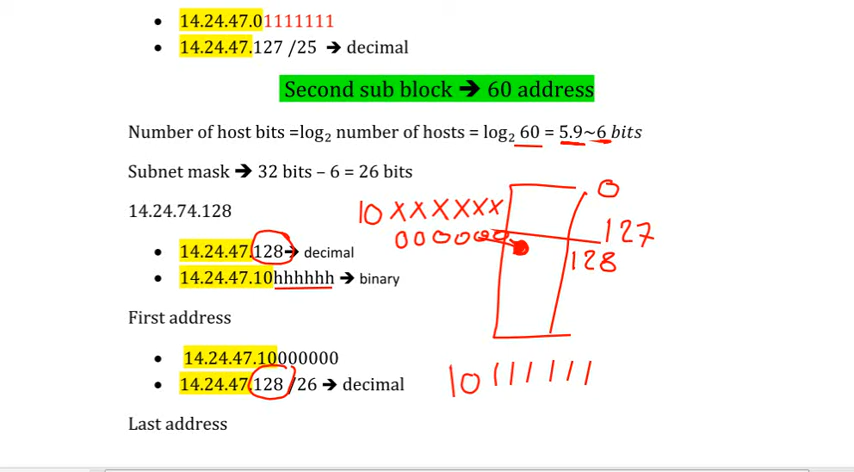 • 14.24.47.01111111
• 14.24.47.127 /25 → decimal
Second sub block → 60 address
Number of host bits =log₂ number of hosts = log₂ 60 = 5.9~6 bits
Subnet mask → 32 bits – 6 = 26 bits
0
14.24.74.128
10XXXXXX
127
000000
• 14.24.47.128→ decimal
128
• 14.24.47.10hhhhhh → binary
First address
• 14.24.47.10000000
• 14.24.47.128/26 → decimal
10111111
Last address